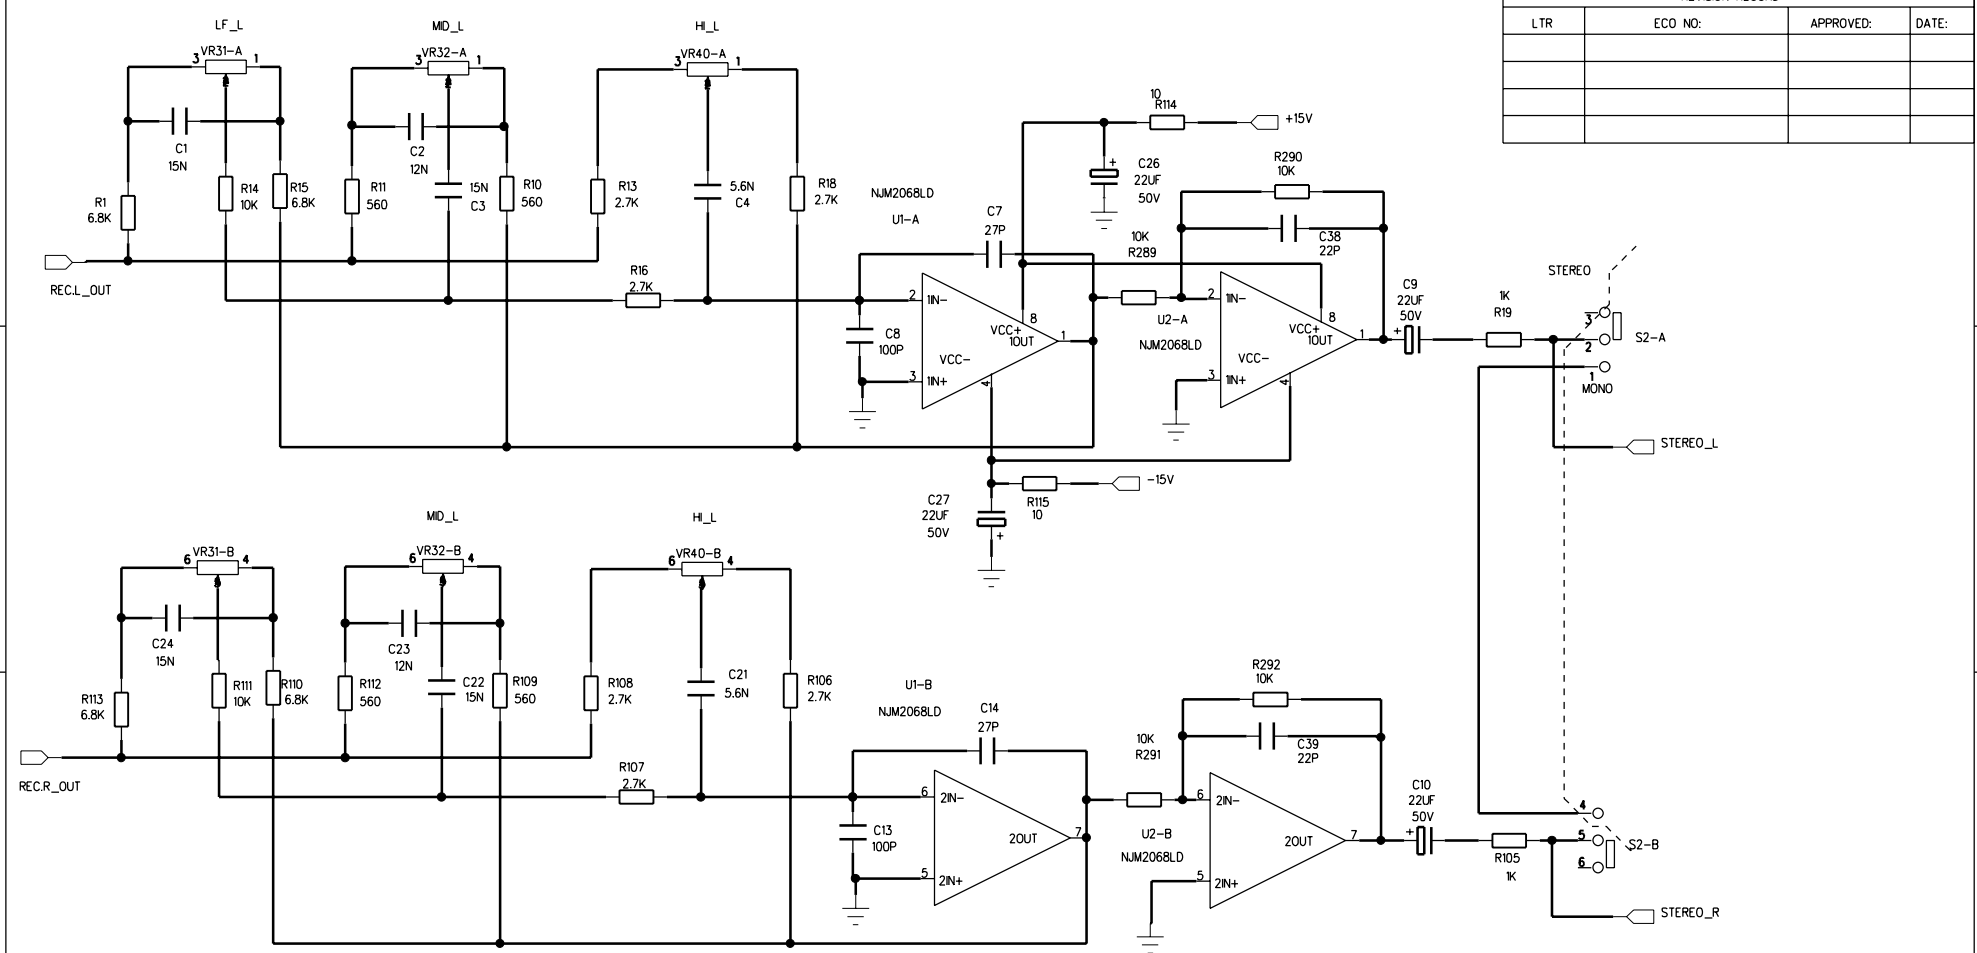 LTR ECO NO: APPROVED: DATE:
LF_L MID_L HI_L
3 VR31-A 1
3 VR32-A 1
3 VR40-A 1
C1
15N
C2
12N
R1
6.8K
R14
10K
R15
6.8K
R11
560
15N
C3
R10
560
R13
2.7K
5.6N
C4
R18
2.7K
REC.L_OUT
R16
2.7K
NJM2068LD
U1-A
C7
27P
C8
100P
2 1IN-
3 1IN+
VCC+
8
1OUT
1
VCC-
4
10
R114
+15V
C26
22UF
50V
+
R290
10K
C38
22P
10K
R289
U2-A
NJM2068LD
2 1IN-
3 1IN+
VCC+
8
1OUT
1
VCC-
4
C9
22UF
50V
+
1K
R19
STEREO
3
2
1
MONO
S2-A
STEREO_L
C27
22UF
50V
+
R115
10
-15V
MID_L HI_L
6 VR31-B 4
6 VR32-B 4
6 VR40-B 4
C24
15N
C23
12N
R113
6.8K
R111
10K
R110
6.8K
R112
560
C22
15N
R109
560
R108
2.7K
C21
5.6N
R106
2.7K
REC.R_OUT
R107
2.7K
U1-B
NJM2068LD
C14
27P
C13
100P
6 2IN-
5 2IN+
2OUT
7
R292
10K
C39
22P
10K
R291
U2-B
NJM2068LD
6 2IN-
5 2IN+
2OUT
7
C10
22UF
50V
+
R105
1K
4
5
6
S2-B
STEREO_R